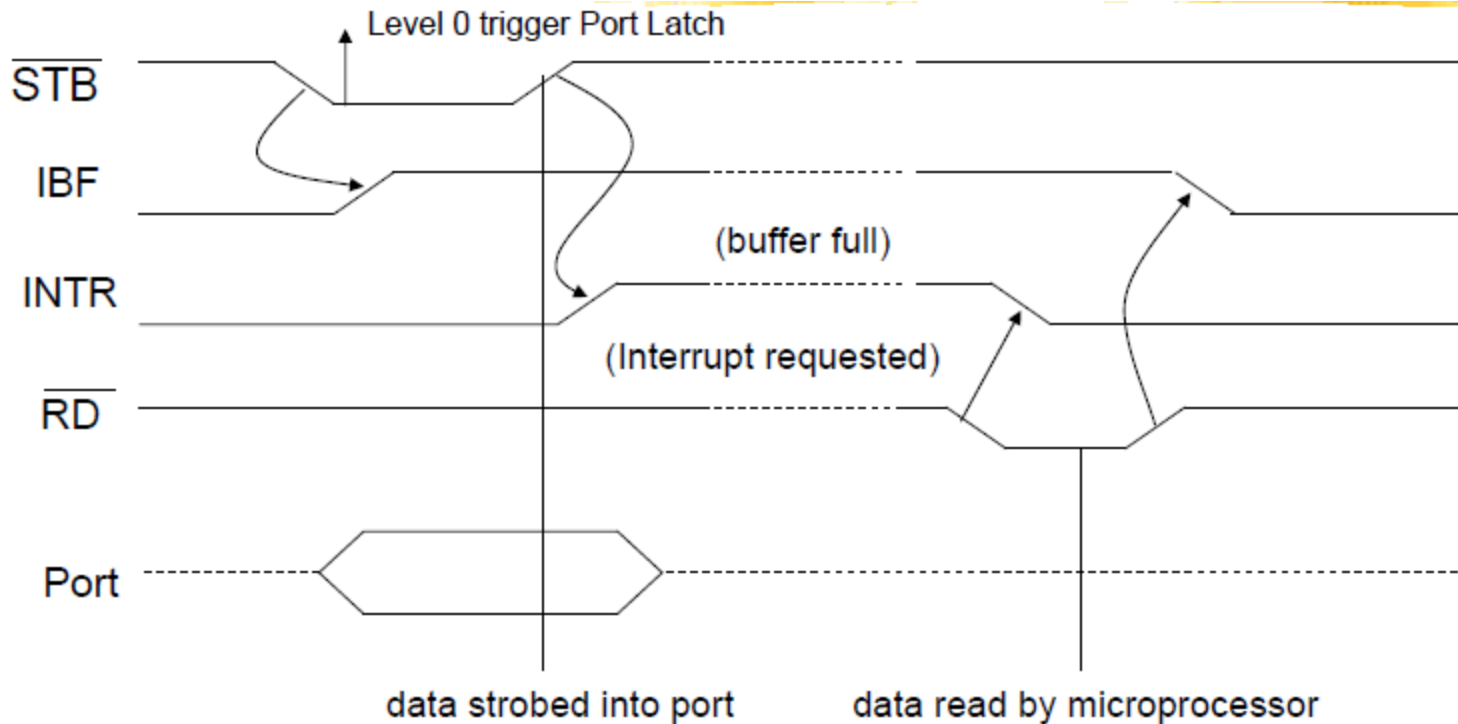 Level 0 trigger Port Latch
STB
IBF
(buffer full)
INTR
(Interrupt requested)
RD
Port
data strobed into port data read by microprocessor